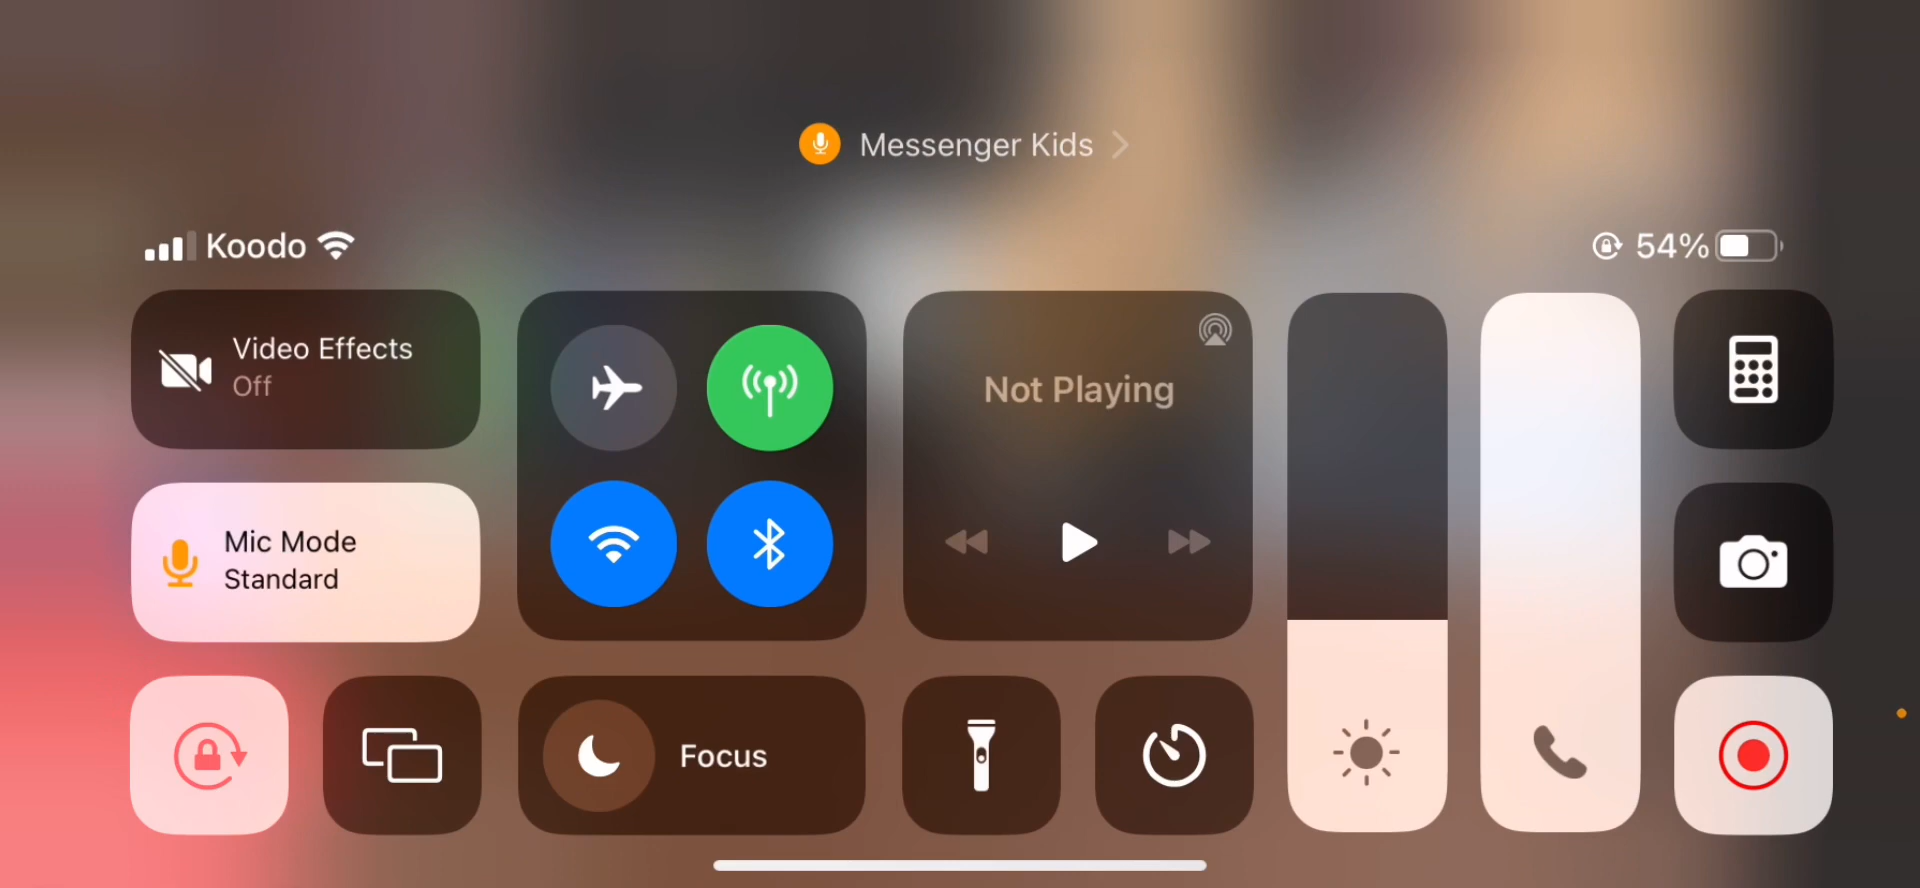 Messenger Kids
Koodo
54%
Video Effects
Off
Not Playing
Mic Mode
Standard
Focus